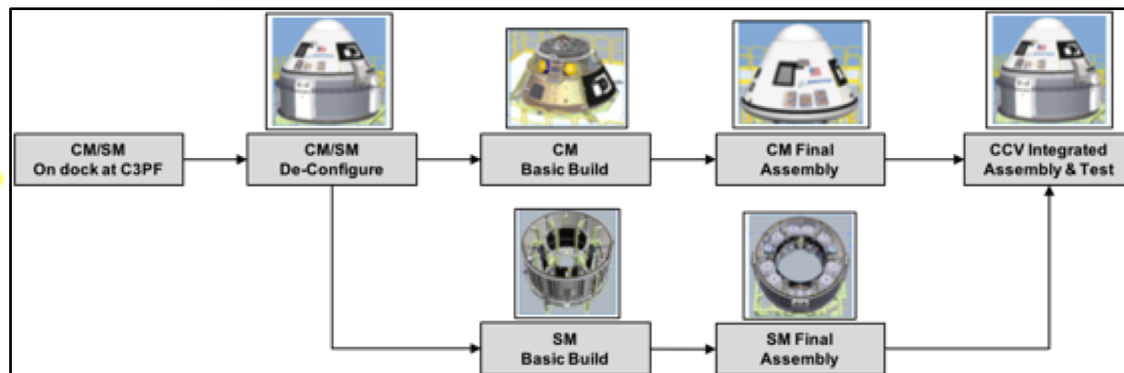 CM/SM
On dock at C3PF
CM/SM
De-Configure
CM
Basic Build
CM Final
Assembly
CCV Integrated
Assembly & Test
SM
Basic Build
SM Final
Assembly